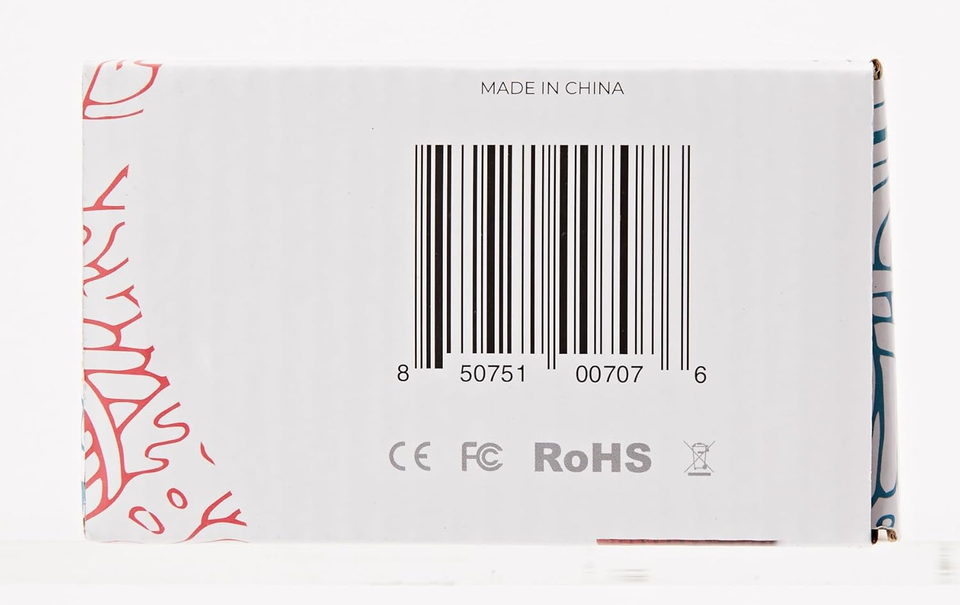 MADE IN CHINA
8 50751 00707 6
CE FC RoHS